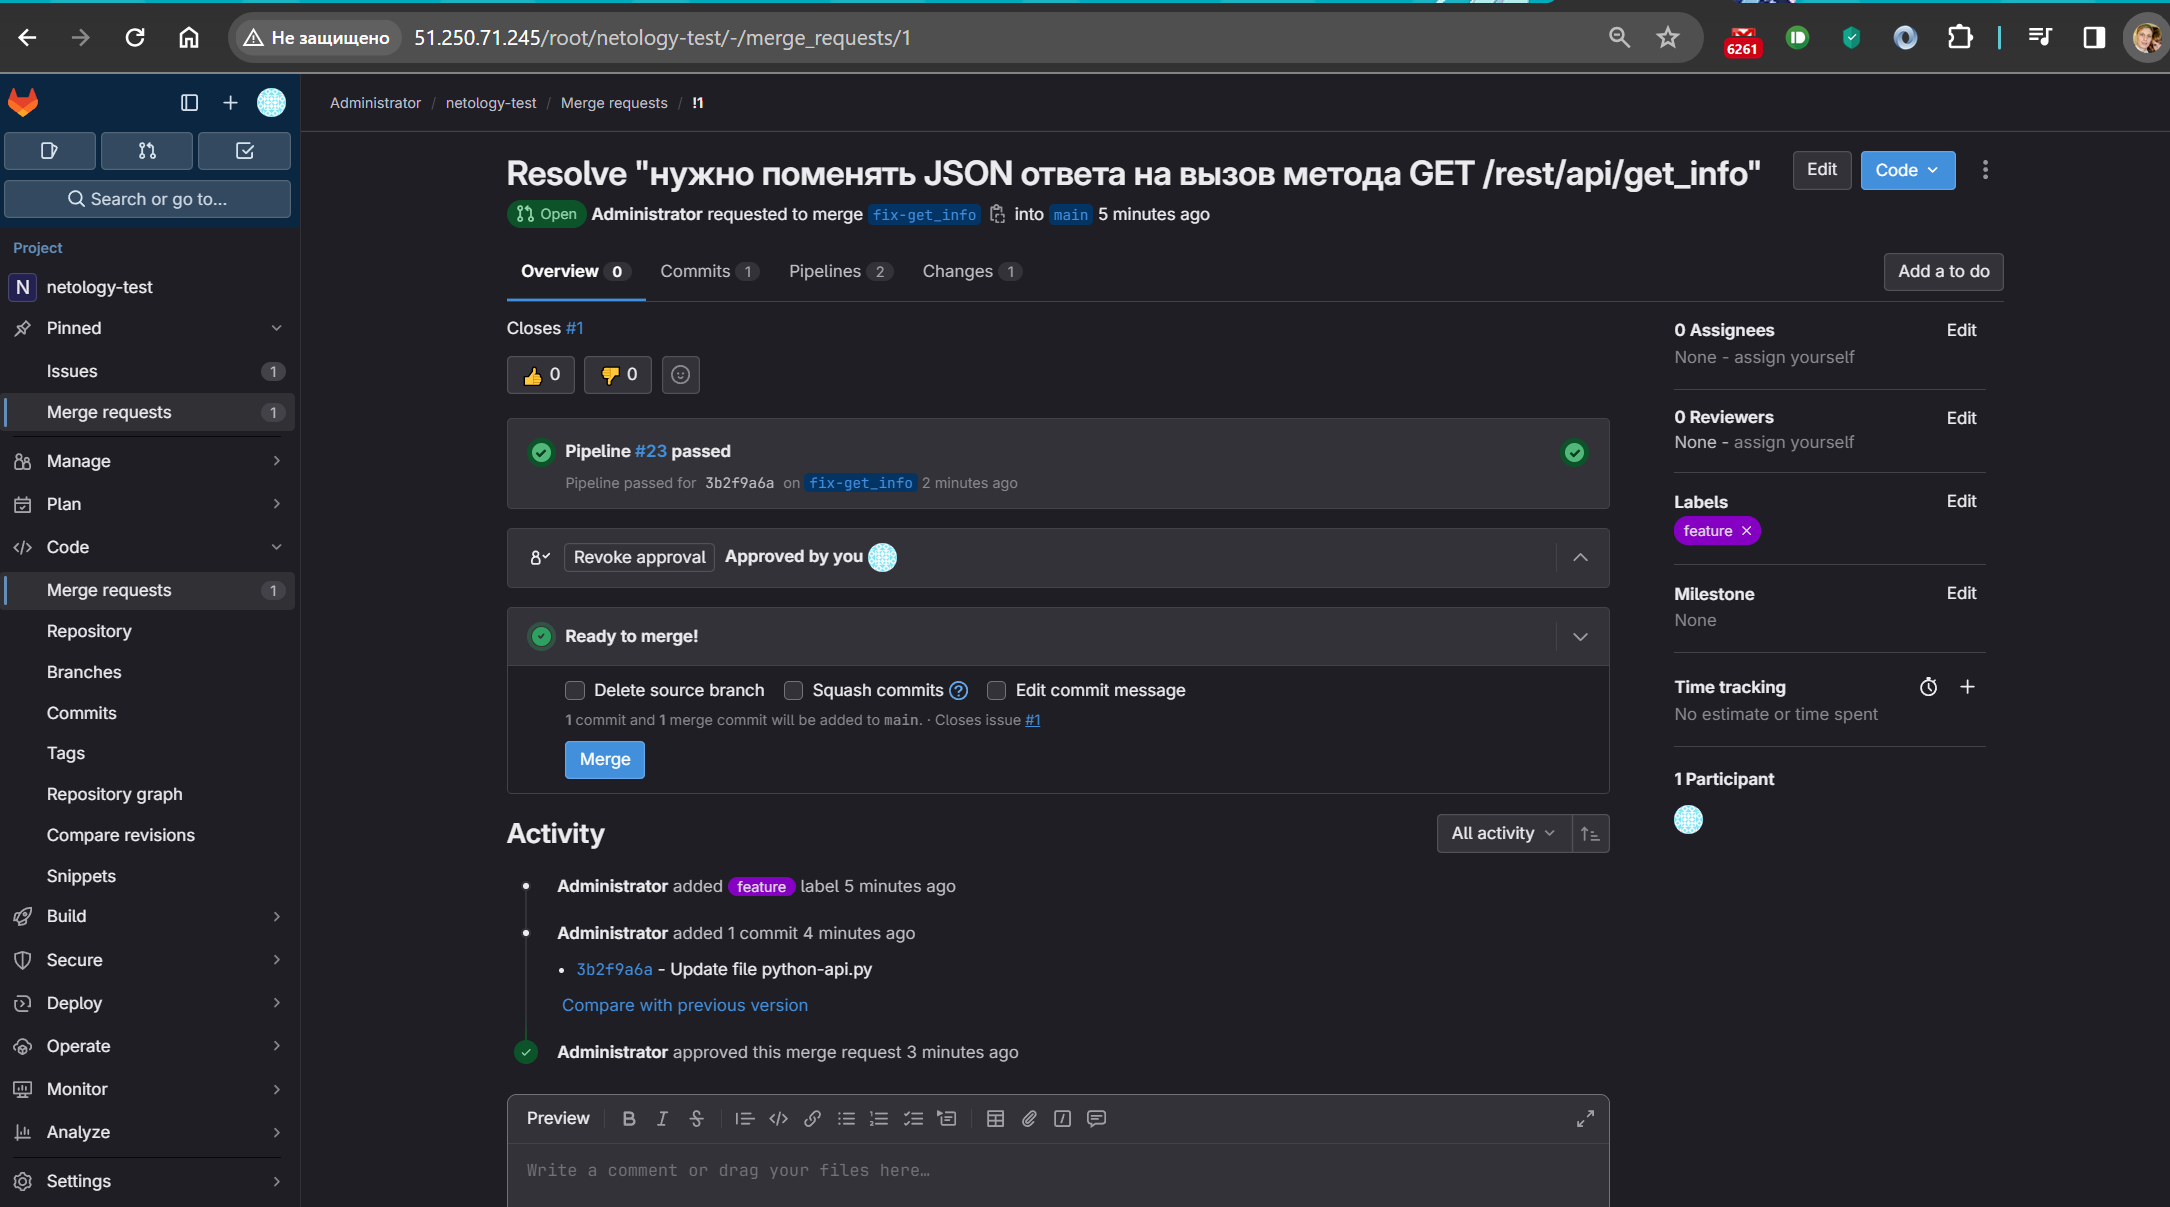 Не защищено 51.250.71.245/root/netology-test/-/merge_requests/1
6261
Search or go to...
Project
N netology-test
Pinned
Issues 1
Merge requests 1
Manage
Plan
Code
Merge requests 1
Repository
Branches
Commits
Tags
Repository graph
Compare revisions
Snippets
Build
Secure
Deploy
Operate
Monitor
Analyze
Settings
Administrator / netology-test / Merge requests / !1
Resolve "нужно поменять JSON ответа на вызов метода GET /rest/api/get_info"
Edit
Code
Open Administrator requested to merge fix-get_info into main 5 minutes ago
Overview 0 Commits 1 Pipelines 2 Changes 1
Add a to do
Closes #1
0 0
Pipeline #23 passed
Pipeline passed for 3b2f9a6a on fix-get_info 2 minutes ago
Revoke approval Approved by you
Ready to merge!
Delete source branch Squash commits ? Edit commit message
1 commit and 1 merge commit will be added to main. · Closes issue #1
Merge
Activity
All activity
Administrator added feature label 5 minutes ago
Administrator added 1 commit 4 minutes ago
• 3b2f9a6a - Update file python-api.py
Compare with previous version
Administrator approved this merge request 3 minutes ago
Preview
Write a comment or drag your files here…
0 Assignees Edit
None - assign yourself
0 Reviewers Edit
None - assign yourself
Labels Edit
feature ×
Milestone Edit
None
Time tracking
No estimate or time spent
1 Participant